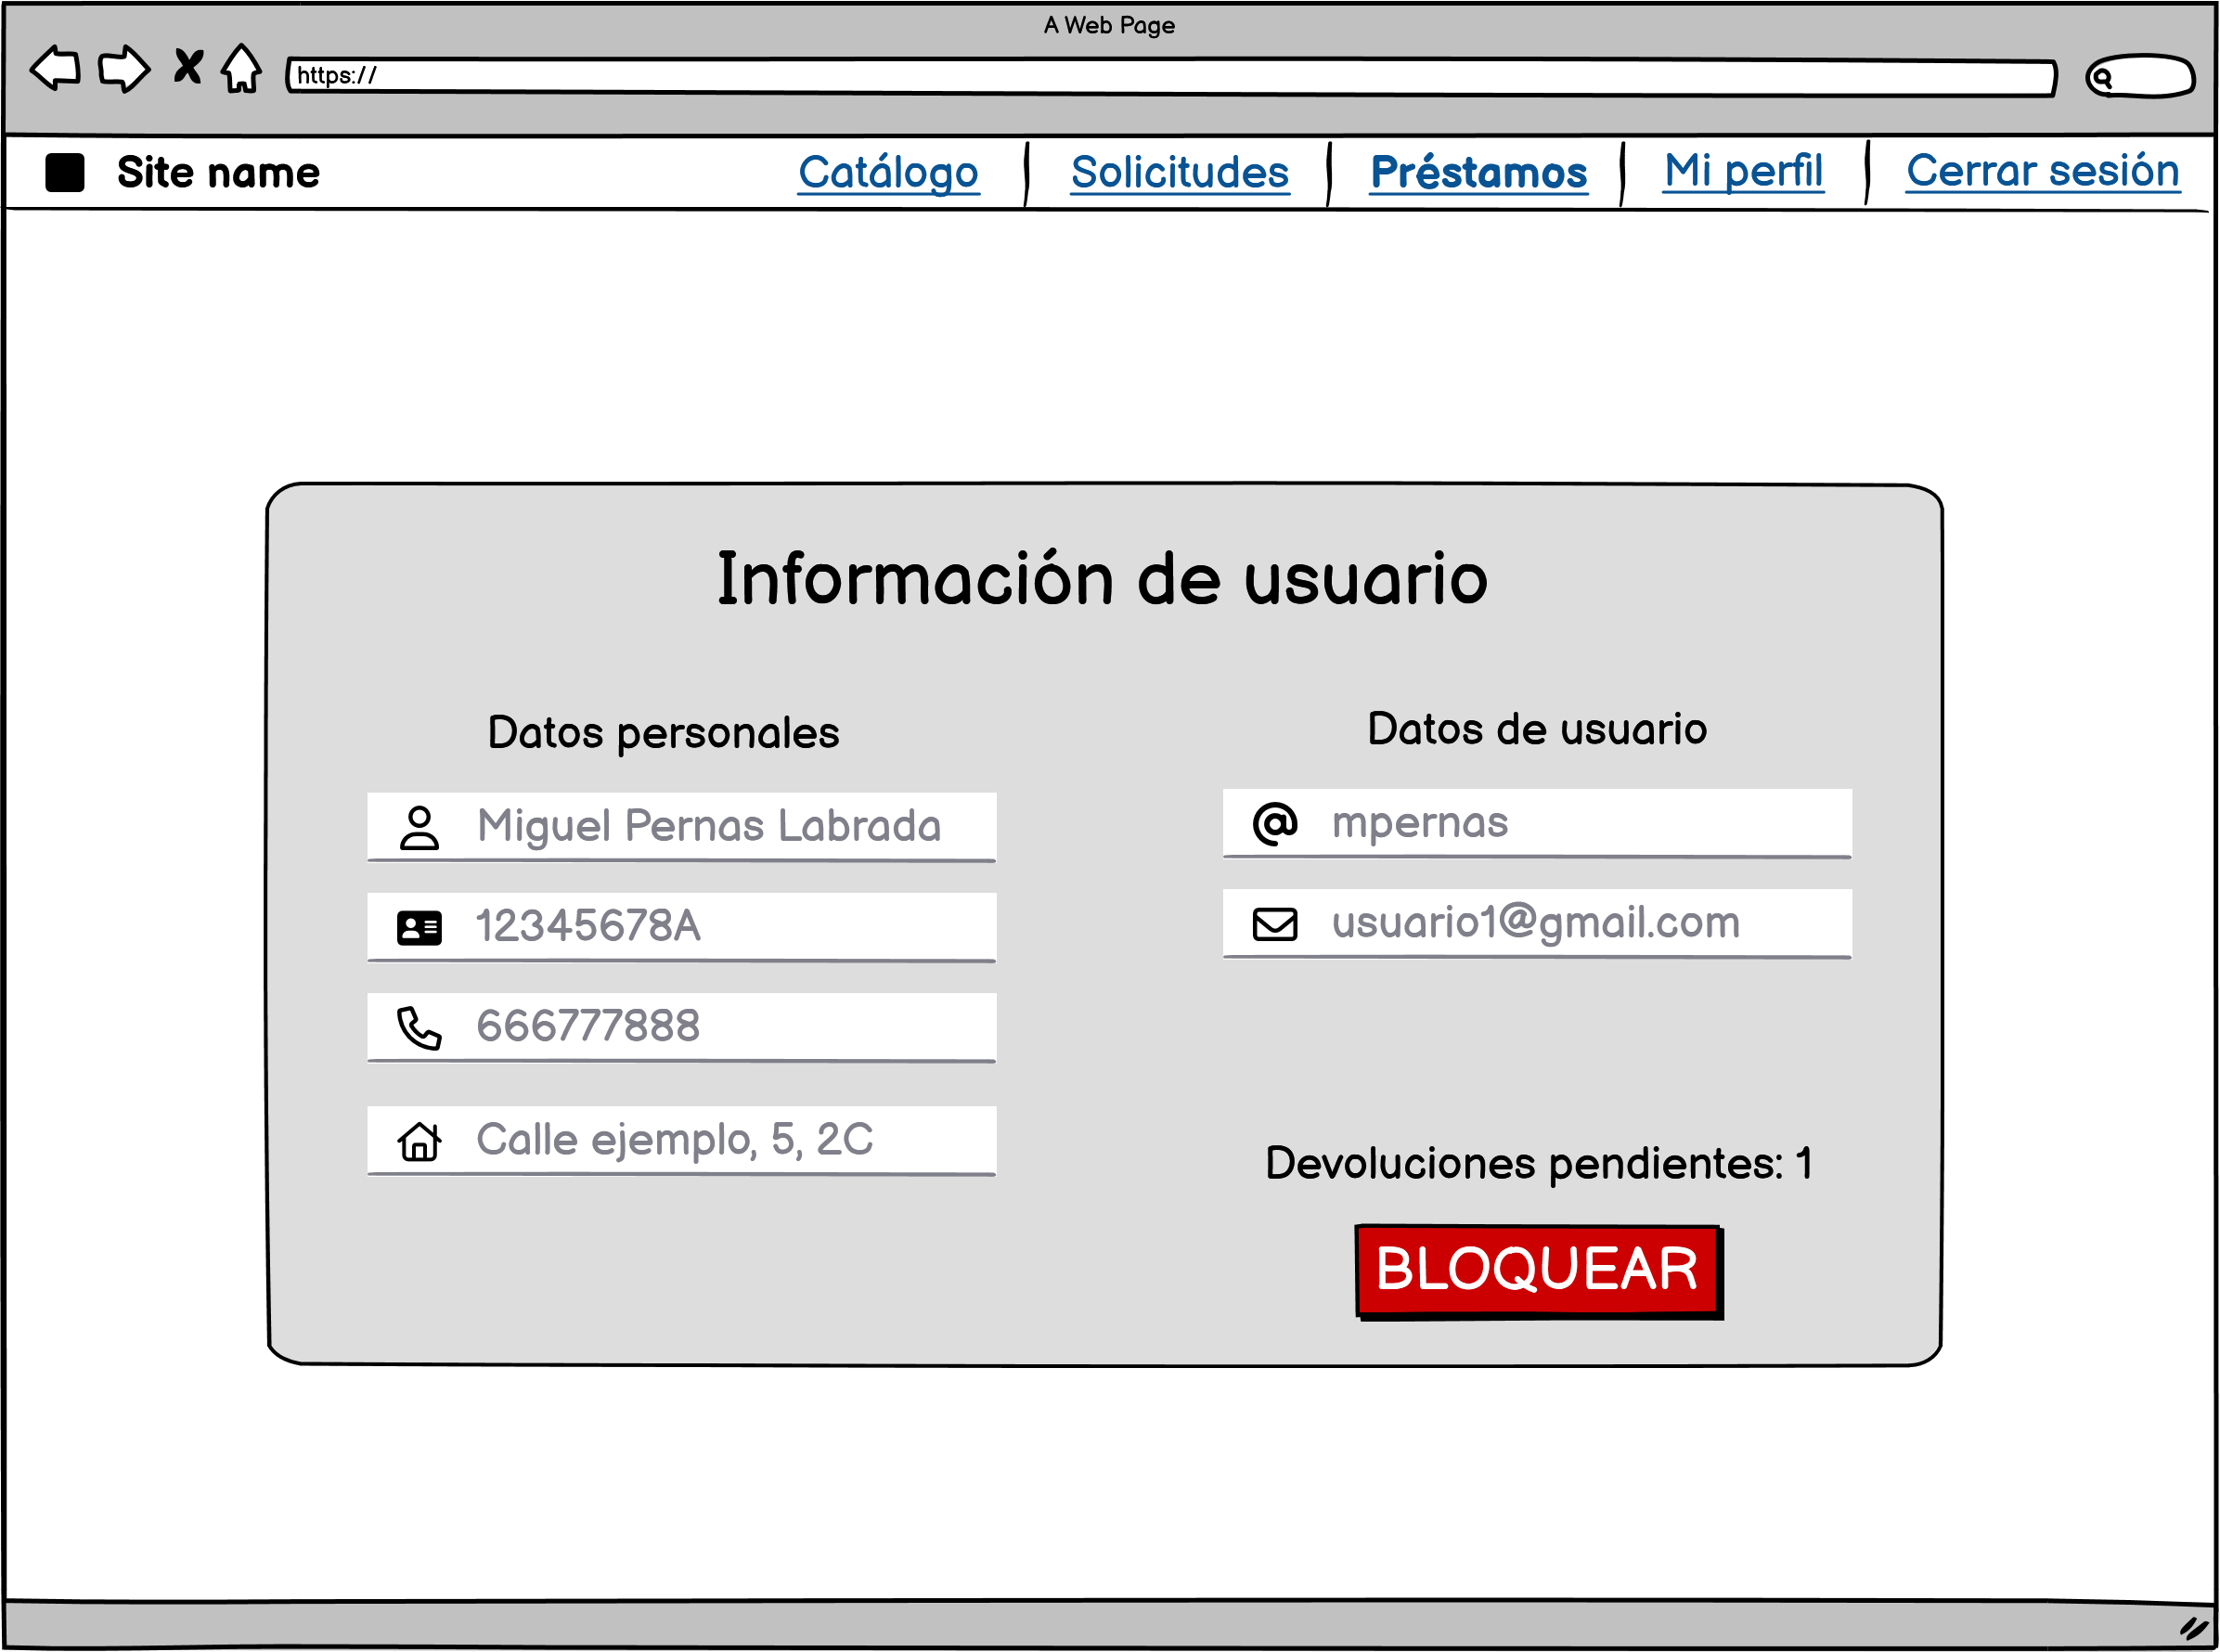 A Web Page
https://
Site name
Catálogo
Solicitudes
Préstamos
Mi perfil
Cerrar sesión
Información de usuario
Datos personales
Miguel Pernas Labrada
12345678A
666777888
Calle ejemplo, 5, 2C
Datos de usuario
mpernas
usuario1@gmail.com
Devoluciones pendientes: 1
BLOQUEAR